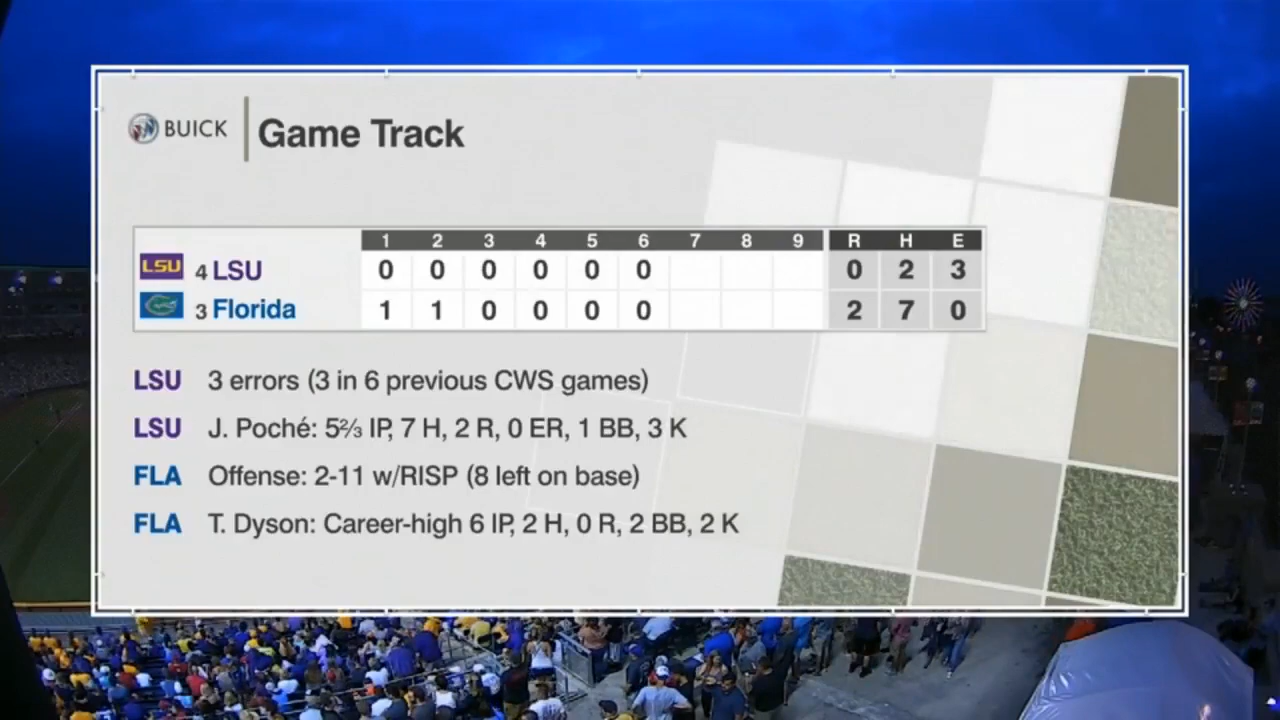 BUICK Game Track
1 2 3 4 5 6 7 8 9 R H E
LSU 4 LSU 0 0 0 0 0 0 0 2 3
3 Florida 1 1 0 0 0 0 2 7 0
LSU 3 errors (3 in 6 previous CWS games)
LSU J. Poché: 5⅔ IP, 7 H, 2 R, 0 ER, 1 BB, 3 K
FLA Offense: 2-11 w/RISP (8 left on base)
FLA T. Dyson: Career-high 6 IP, 2 H, 0 R, 2 BB, 2 K